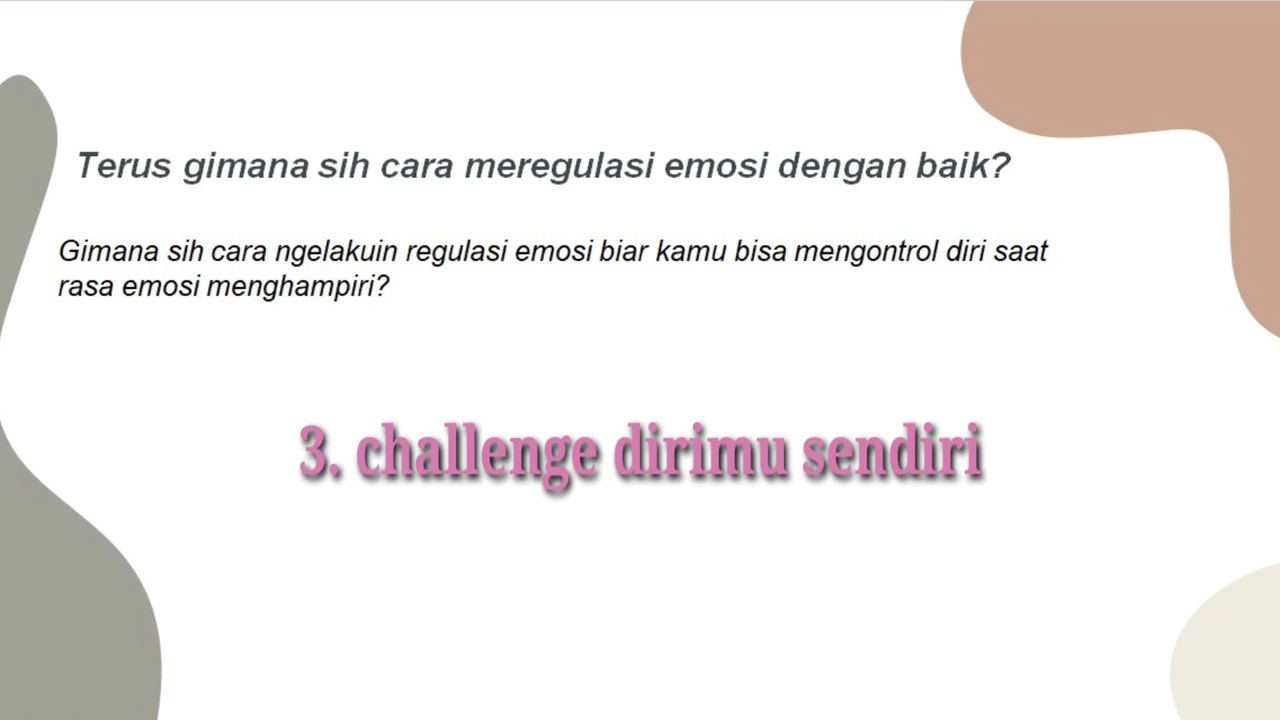 Terus gimana sih cara meregulasi emosi dengan baik?
Gimana sih cara ngelakuin regulasi emosi biar kamu bisa mengontrol diri saat
rasa emosi menghampiri?
3. challenge dirimu sendiri